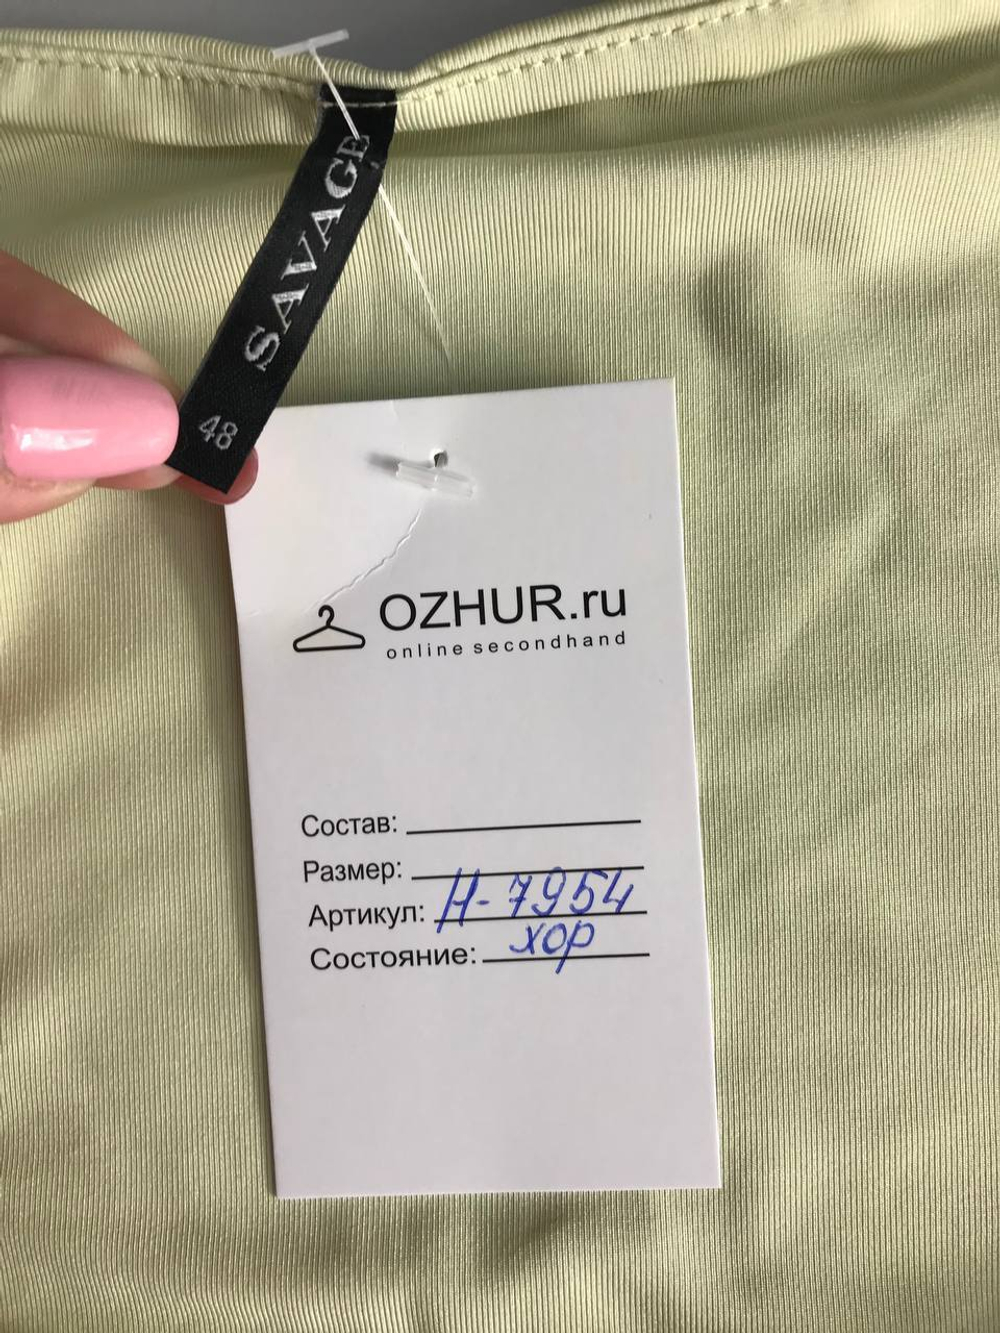 SAVAGE
48
OZHUR.ru
online secondhand
Состав:
Размер:
Артикул: Н-7954
Состояние: хор